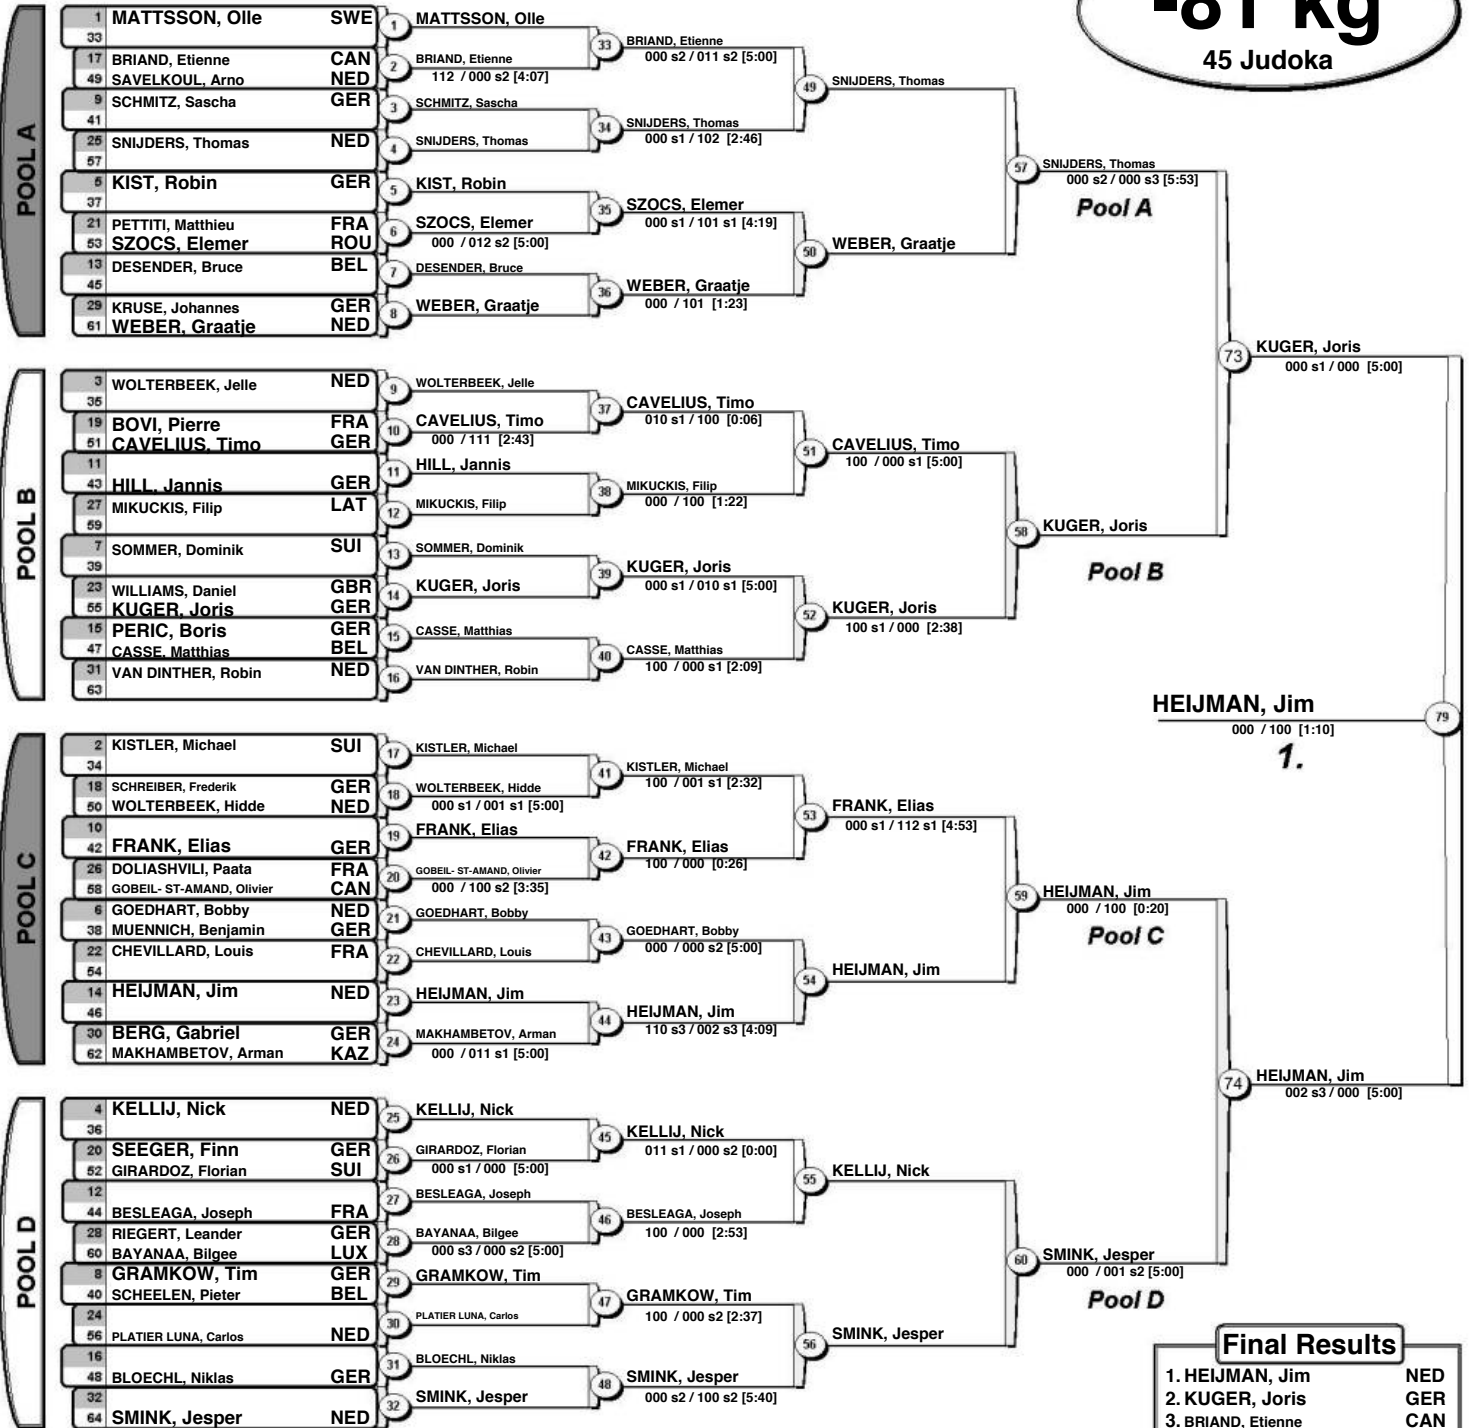 -81 kg
45 Judoka
POOL A
1 MATTSSON, Olle SWE
33
17 BRIAND, Etienne CAN
49 SAVELKOUL, Arno NED
9 SCHMITZ, Sascha GER
41
25 SNIJDERS, Thomas NED
57
5 KIST, Robin GER
37
21 PETTITI, Matthieu FRA
53 SZOCS, Elemer ROU
13 DESENDER, Bruce BEL
45
29 KRUSE, Johannes GER
61 WEBER, Graatje NED
1 MATTSSON, Olle
2 BRIAND, Etienne
112 / 000 s2 [4:07]
3 SCHMITZ, Sascha
4 SNIJDERS, Thomas
5 KIST, Robin
6 SZOCS, Elemer
000 / 012 s2 [5:00]
7 DESENDER, Bruce
8 WEBER, Graatje
33 BRIAND, Etienne
000 s2 / 011 s2 [5:00]
34 SNIJDERS, Thomas
000 s1 / 102 [2:46]
35 SZOCS, Elemer
000 s1 / 101 s1 [4:19]
36 WEBER, Graatje
000 / 101 [1:23]
49 SNIJDERS, Thomas
50 WEBER, Graatje
57 SNIJDERS, Thomas
000 s2 / 000 s3 [5:53]
Pool A
POOL B
3 WOLTERBEEK, Jelle NED
35
19 BOVI, Pierre FRA
51 CAVELIUS, Timo GER
11
43 HILL, Jannis GER
27 MIKUCKIS, Filip LAT
59
7 SOMMER, Dominik SUI
39
23 WILLIAMS, Daniel GBR
55 KUGER, Joris GER
15 PERIC, Boris GER
47 CASSE, Matthias BEL
31 VAN DINTHER, Robin NED
63
9 WOLTERBEEK, Jelle
10 CAVELIUS, Timo
000 / 111 [2:43]
11 HILL, Jannis
12 MIKUCKIS, Filip
13 SOMMER, Dominik
14 KUGER, Joris
15 CASSE, Matthias
16 VAN DINTHER, Robin
37 CAVELIUS, Timo
010 s1 / 100 [0:06]
38 MIKUCKIS, Filip
000 / 100 [1:22]
39 KUGER, Joris
000 s1 / 010 s1 [5:00]
40 CASSE, Matthias
100 / 000 s1 [2:09]
51 CAVELIUS, Timo
100 / 000 s1 [5:00]
52 KUGER, Joris
100 s1 / 000 [2:38]
58 KUGER, Joris
Pool B
73 KUGER, Joris
000 s1 / 000 [5:00]
HEIJMAN, Jim 79
000 / 100 [1:10]
1.
POOL C
2 KISTLER, Michael SUI
34
18 SCHREIBER, Frederik GER
50 WOLTERBEEK, Hidde NED
10
42 FRANK, Elias GER
26 DOLIASHVILI, Paata FRA
58 GOBEIL- ST-AMAND, Olivier CAN
6 GOEDHART, Bobby NED
38 MUENNICH, Benjamin GER
22 CHEVILLARD, Louis FRA
54
14 HEIJMAN, Jim NED
46
30 BERG, Gabriel GER
62 MAKHAMBETOV, Arman KAZ
17 KISTLER, Michael
18 WOLTERBEEK, Hidde
000 s1 / 001 s1 [5:00]
19 FRANK, Elias
20 GOBEIL- ST-AMAND, Olivier
000 / 100 s2 [3:35]
21 GOEDHART, Bobby
22 CHEVILLARD, Louis
23 HEIJMAN, Jim
24 MAKHAMBETOV, Arman
000 / 011 s1 [5:00]
41 KISTLER, Michael
100 / 001 s1 [2:32]
42 FRANK, Elias
100 / 000 [0:26]
43 GOEDHART, Bobby
000 / 000 s2 [5:00]
44 HEIJMAN, Jim
110 s3 / 002 s3 [4:09]
53 FRANK, Elias
000 s1 / 112 s1 [4:53]
54 HEIJMAN, Jim
59 HEIJMAN, Jim
000 / 100 [0:20]
Pool C
74 HEIJMAN, Jim
002 s3 / 000 [5:00]
POOL D
4 KELLIJ, Nick NED
36
20 SEEGER, Finn GER
52 GIRARDOZ, Florian SUI
12
44 BESLEAGA, Joseph FRA
28 RIEGERT, Leander GER
60 BAYANAA, Bilgee LUX
8 GRAMKOW, Tim GER
40 SCHEELEN, Pieter BEL
24
56 PLATIER LUNA, Carlos NED
16
48 BLOECHL, Niklas GER
32
64 SMINK, Jesper NED
25 KELLIJ, Nick
26 GIRARDOZ, Florian
000 s1 / 000 [5:00]
27 BESLEAGA, Joseph
28 BAYANAA, Bilgee
000 s3 / 000 s2 [5:00]
29 GRAMKOW, Tim
30 PLATIER LUNA, Carlos
31 BLOECHL, Niklas
32 SMINK, Jesper
45 KELLIJ, Nick
011 s1 / 000 s2 [0:00]
46 BESLEAGA, Joseph
100 / 000 [2:53]
47 GRAMKOW, Tim
100 / 000 s2 [2:37]
48 SMINK, Jesper
000 s2 / 100 s2 [5:40]
55 KELLIJ, Nick
56 SMINK, Jesper
60 SMINK, Jesper
000 / 001 s2 [5:00]
Pool D
Final Results
1. HEIJMAN, Jim NED
2. KUGER, Joris GER
3. BRIAND, Etienne CAN